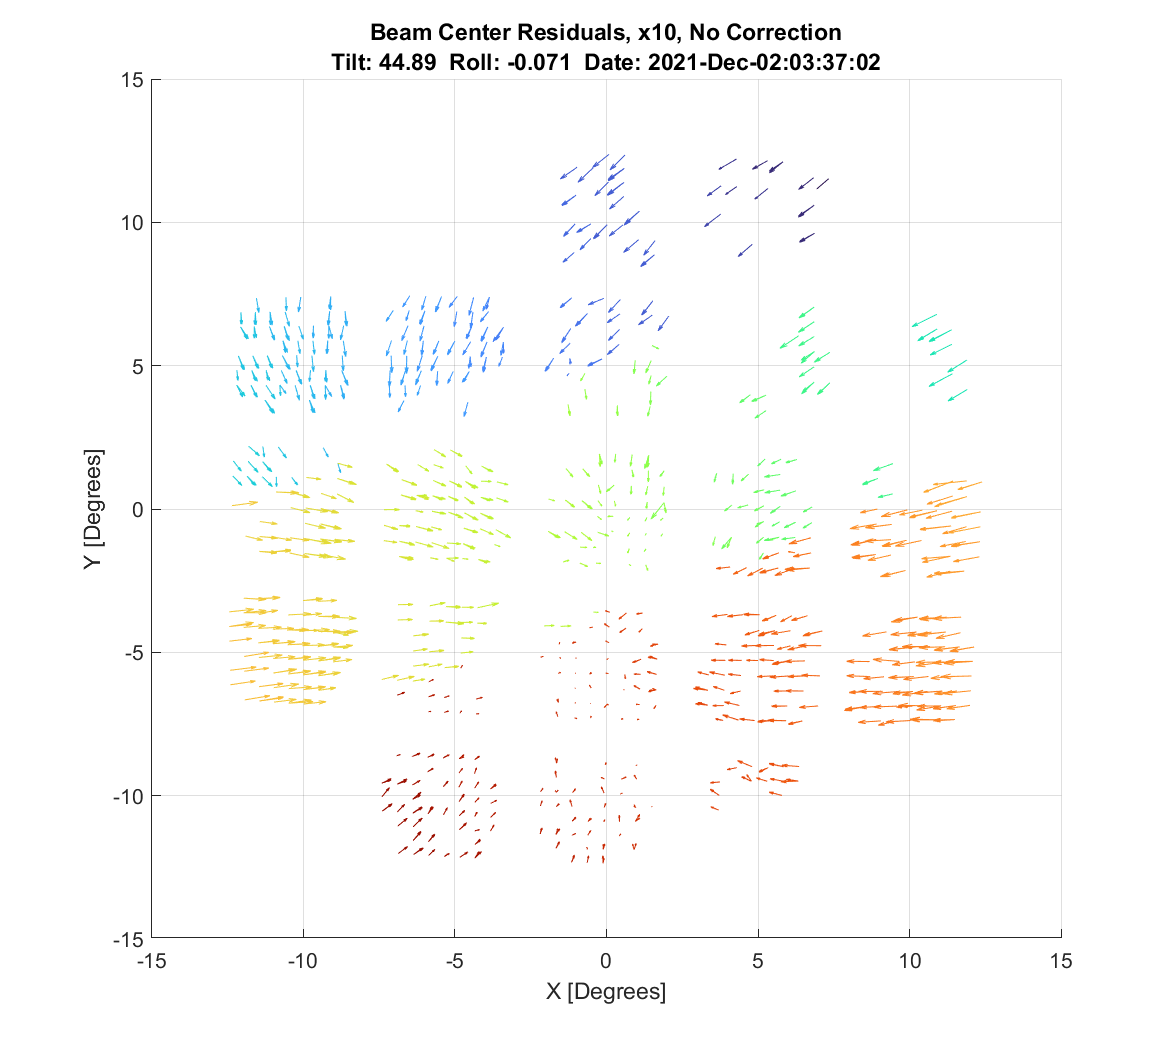 Beam Center Residuals, x10, No Correction
Tilt: 44.89  Roll: -0.071  Date: 2021-Dec-02:03:37:02
15
10
5
0
-5
-10
-15
Y [Degrees]
-15 -10 -5 0 5 10 15
X [Degrees]